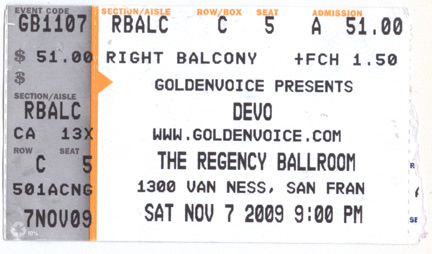 EVENT CODE
GB1107
$ 51.00
$
SECTION/AISLE
RBALC
CA 13X
ROW SEAT
C 5
501ACNG
7NOV09
SECTION/AISLE ROW/BOX SEAT ADMISSION
RBALC C 5 A 51.00
RIGHT BALCONY +FCH 1.50
GOLDENVOICE PRESENTS
DEVO
WWW.GOLDENVOICE.COM
THE REGENCY BALLROOM
1300 VAN NESS, SAN FRAN
SAT NOV 7 2009 9:00 PM